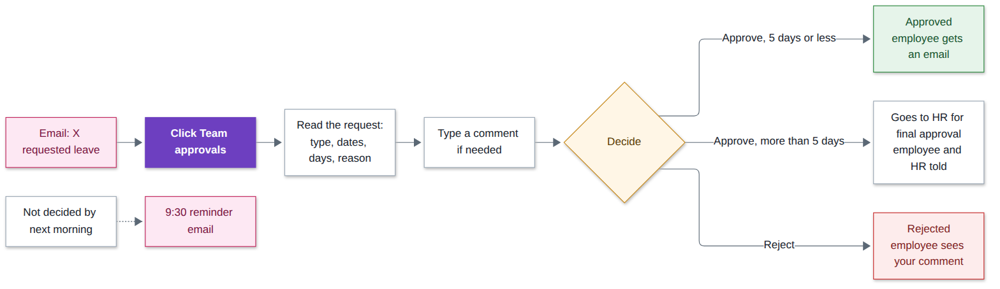 Email: X
requested leave
Click Team
approvals
Read the request:
type, dates,
days, reason
Type a comment
if needed
Decide
Approve, 5 days or less
Approved
employee gets
an email
Approve, more than 5 days
Goes to HR for
final approval
employee and
HR told
Reject
Rejected
employee sees
your comment
Not decided by
next morning
9:30 reminder
email